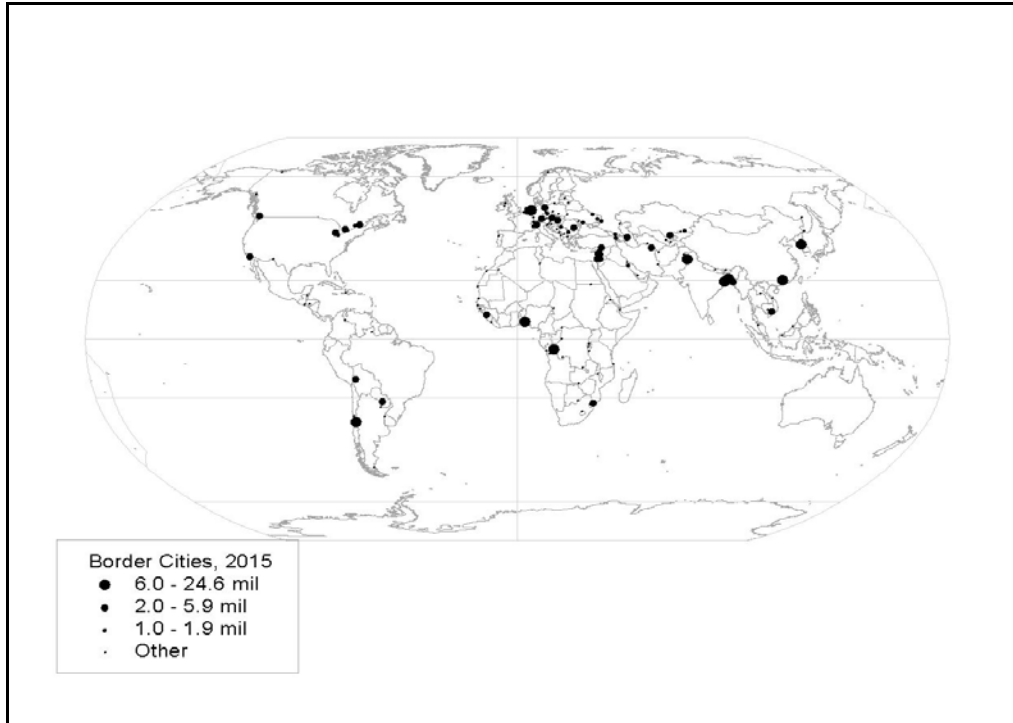 Border Cities, 2015
6.0 - 24.6 mil
2.0 - 5.9 mil
1.0 - 1.9 mil
Other